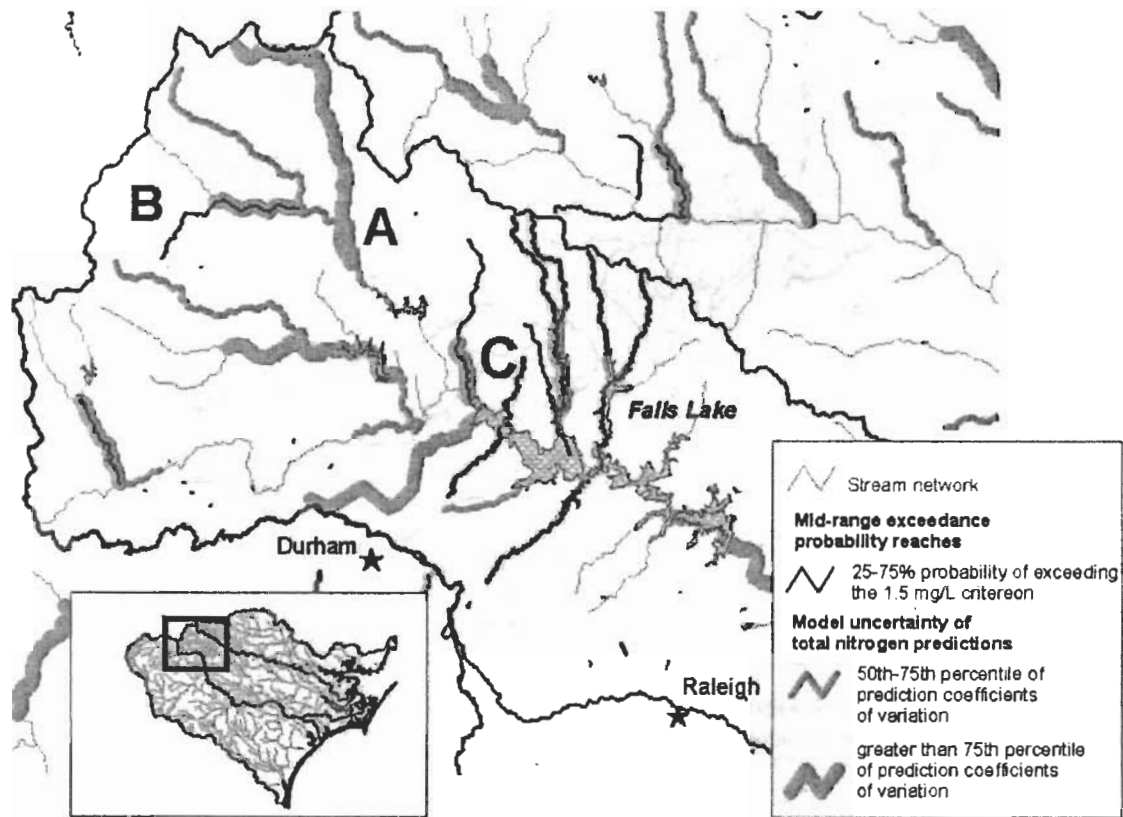 B
A
C
Falls Lake
Durham
Raleigh
Stream network
Mid-range exceedance
probability reaches
25-75% probability of exceeding
the 1.5 mg/L critereon
Model uncertainty of
total nitrogen predictions
50th-75th percentile of
prediction coefficients
of variation
greater than 75th percentile
of prediction coefficients
of variation